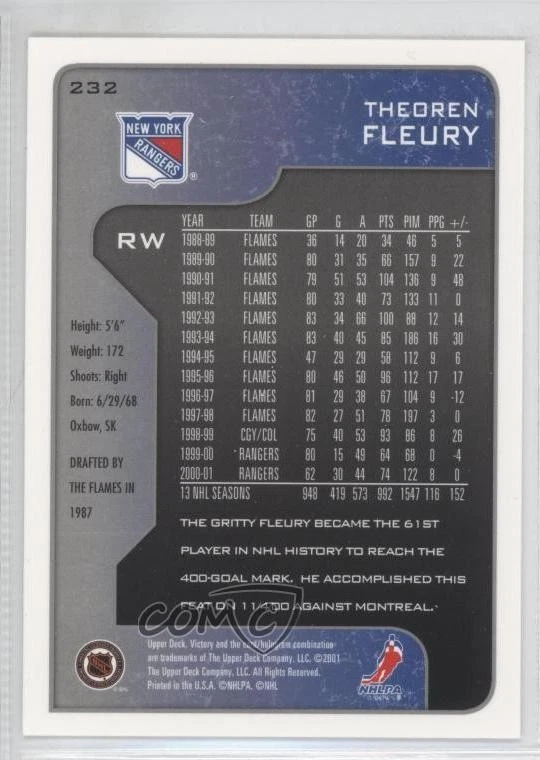 232
THEOREN
FLEURY
NEW YORK
RANGERS
®
RW
YEAR TEAM GP G A PTS PIM PPG +/-
1988-89 FLAMES 36 14 20 34 46 5 5
1989-90 FLAMES 80 31 35 66 157 9 22
1990-91 FLAMES 79 51 53 104 136 9 48
1991-92 FLAMES 80 33 40 73 133 11 0
1992-93 FLAMES 83 34 66 100 88 12 14
1993-94 FLAMES 83 40 45 85 186 16 30
1994-95 FLAMES 47 29 29 58 112 9 6
1995-96 FLAMES 80 46 50 96 112 17 17
1996-97 FLAMES 81 29 38 67 104 9 -12
1997-98 FLAMES 82 27 51 78 197 3 0
1998-99 CGY/COL 75 40 53 93 86 8 26
1999-00 RANGERS 80 15 49 64 68 0 -4
2000-01 RANGERS 62 30 44 74 122 8 0
13 NHL SEASONS 948 419 573 992 1547 116 152
Height: 5'6"
Weight: 172
Shoots: Right
Born: 6/29/68
Oxbow, SK
DRAFTED BY
THE FLAMES IN
1987
THE GRITTY FLEURY BECAME THE 61ST
PLAYER IN NHL HISTORY TO REACH THE
400-GOAL MARK. HE ACCOMPLISHED THIS
FEAT ON 11/4/00 AGAINST MONTREAL.
COMC
Upper Deck, Victory and the card/hologram combination
are trademarks of The Upper Deck Company, LLC. ©2001
The Upper Deck Company, LLC. All Rights Reserved.
Printed in the U.S.A. ©NHLPA. ©NHL
NHL
NHLPA